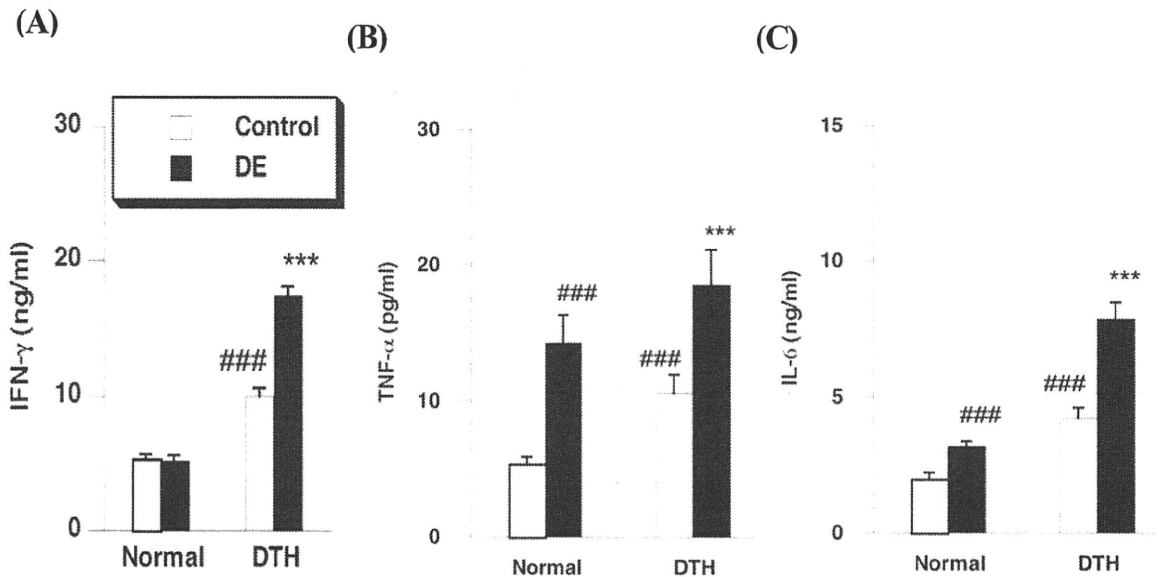 (A)
Control
DE
30
20
10
0
IFN-γ (ng/ml)
###
***
Normal
DTH
(B)
30
20
10
0
TNF-α (pg/ml)
###
###
***
Normal
DTH
(C)
15
10
5
0
IL-6 (ng/ml)
###
###
***
Normal
DTH